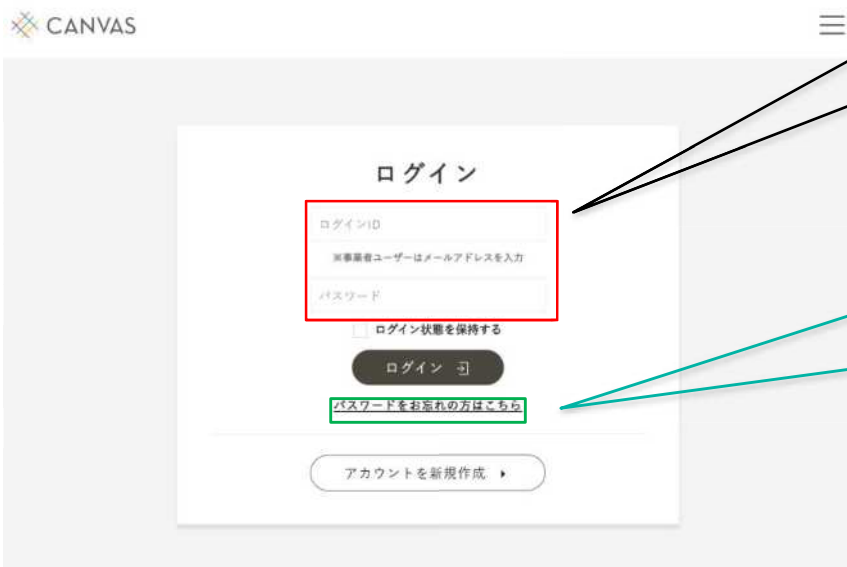 CANVAS
ログイン
ログインID
※事業者ユーザーはメールアドレスを入力
パスワード
ログイン状態を保持する
ログイン
パスワードをお忘れの方はこちら
アカウントを新規作成